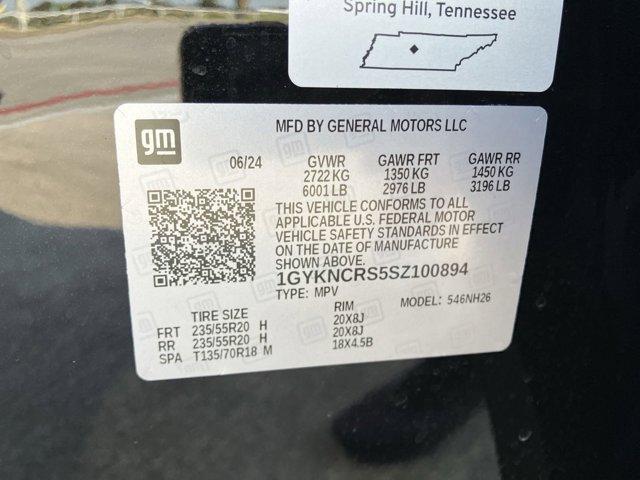 Spring Hill, Tennessee
gm
MFD BY GENERAL MOTORS LLC
06/24 GVWR GAWR FRT GAWR RR
2722 KG 1350 KG 1450 KG
6001 LB 2976 LB 3196 LB
THIS VEHICLE CONFORMS TO ALL
APPLICABLE U.S. FEDERAL MOTOR
VEHICLE SAFETY STANDARDS IN EFFECT
ON THE DATE OF MANUFACTURE
SHOWN ABOVE.
1GYKNCRS5SZ100894
TYPE: MPV MODEL: 546NH26
TIRE SIZE RIM
FRT 235/55R20 H 20X8J
RR 235/55R20 H 20X8J
SPA T135/70R18 M 18X4.5B